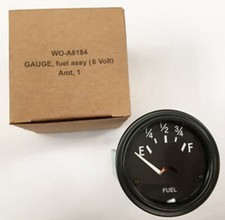 WO-A8184
GAUGE, fuel assy (6 Volt)
Amt, 1
¼ ½ ¾
E F
FUEL